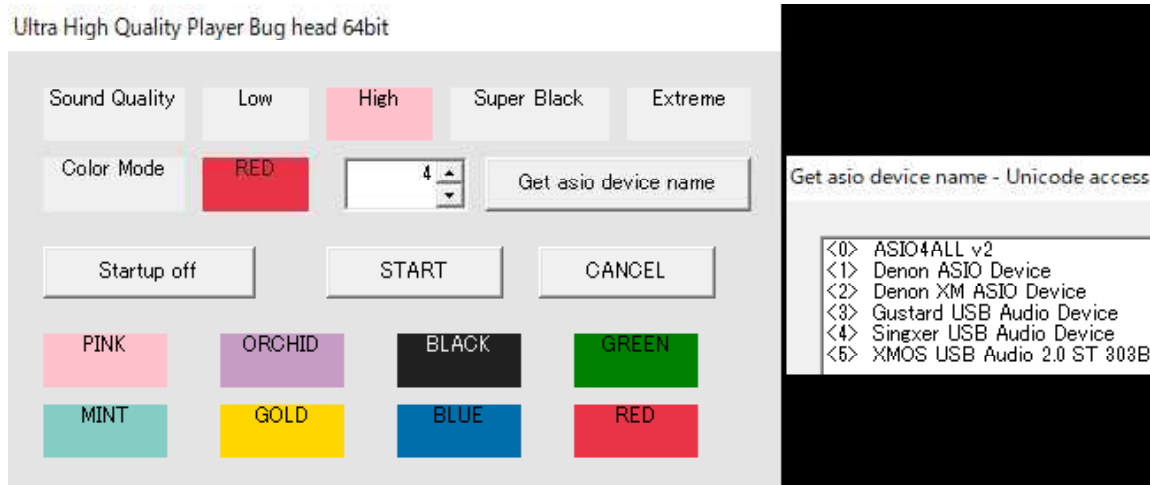 Ultra High Quality Player Bug head 64bit
Sound Quality Low High Super Black Extreme
Color Mode RED 4 Get asio device name
Startup off START CANCEL
PINK ORCHID BLACK GREEN
MINT GOLD BLUE RED
Get asio device name - Unicode access
<0> ASIO4ALL v2
<1> Denon ASIO Device
<2> Denon XM ASIO Device
<3> Gustard USB Audio Device
<4> Singxer USB Audio Device
<5> XMOS USB Audio 2.0 ST 303B